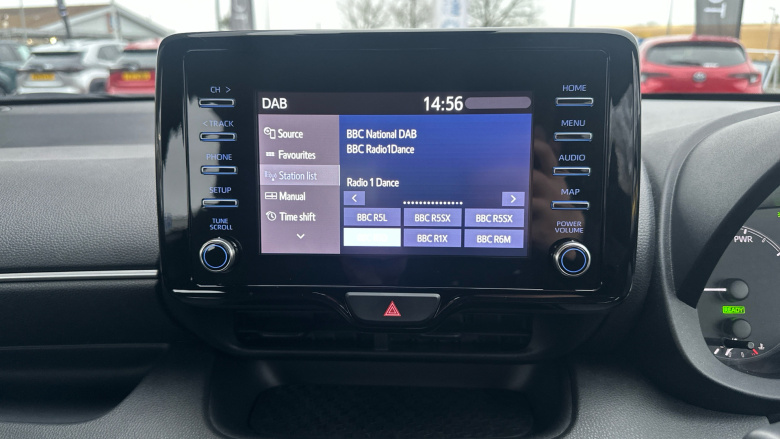 CH >
< TRACK
PHONE
SETUP
TUNE
SCROLL
DAB
14:56
Source
Favourites
Station list
Manual
Time shift
BBC National DAB
BBC Radio1Dance
Radio 1 Dance
< >
BBC R5L BBC R5SX BBC R5SX
BBC R1X BBC R6M
HOME
MENU
AUDIO
MAP
POWER
VOLUME
PWR
READY